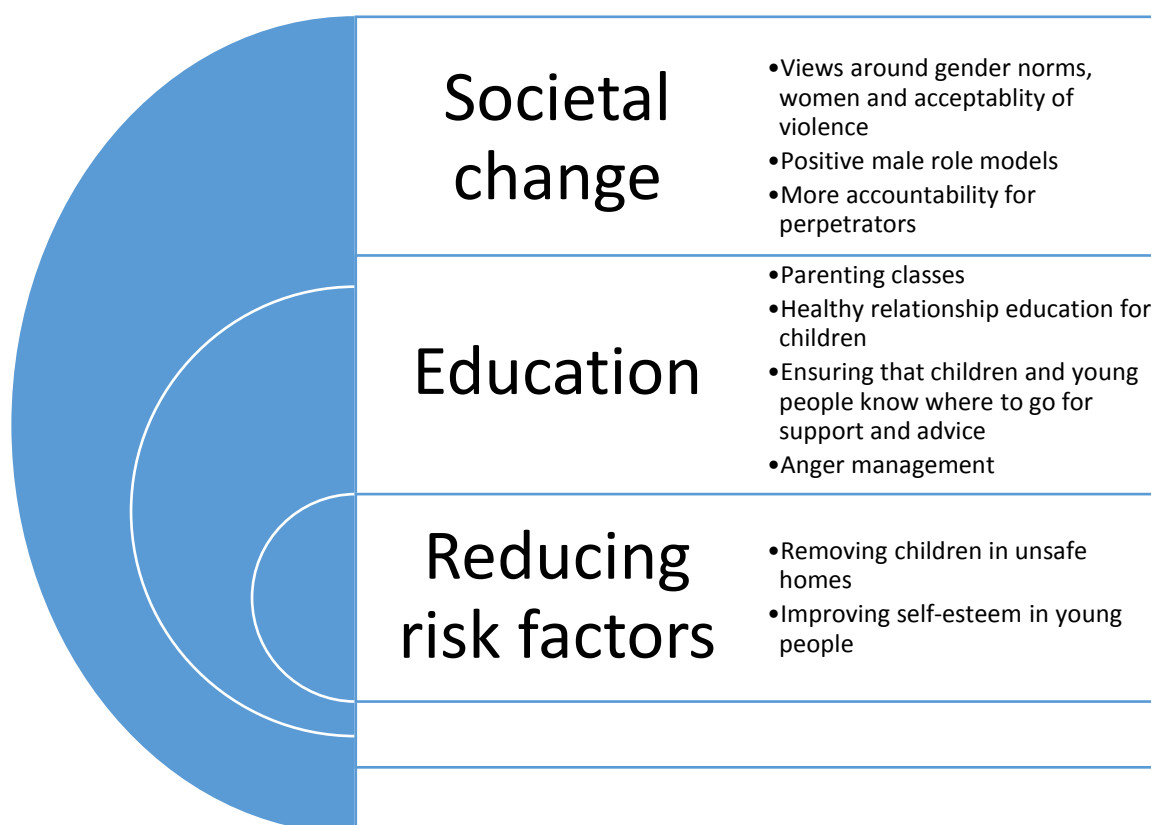 Societal
change
•Views around gender norms,
women and acceptablity of
violence
•Positive male role models
•More accountability for
perpetrators
Education
•Parenting classes
•Healthy relationship education for
children
•Ensuring that children and young
people know where to go for
support and advice
•Anger management
Reducing
risk factors
•Removing children in unsafe
homes
•Improving self-esteem in young
people